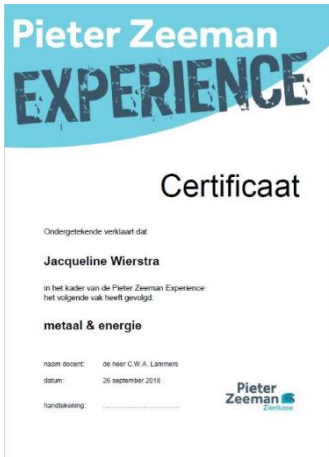 Pieter Zeeman
EXPERIENCE
Certificaat
Ondergetekende verklaart dat
Jacqueline Wierstra
in het kader van de Pieter Zeeman Experience
het volgende vak heeft gevolgd:
metaal & energie
naam docent: de heer C.W.A. Lammers
datum: 26 september 2018
handtekening: ................................
Pieter
Zeeman
Zierikzee